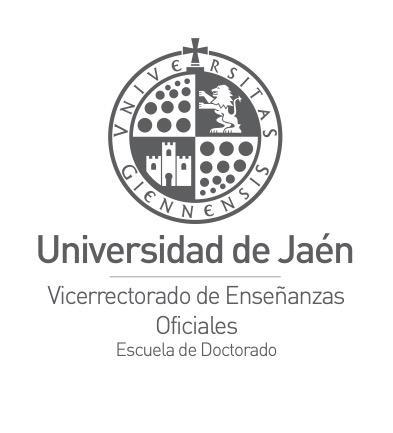 VNIVERSITAS
GIENNENSIS
Universidad de Jaén
Vicerrectorado de Enseñanzas
Oficiales
Escuela de Doctorado